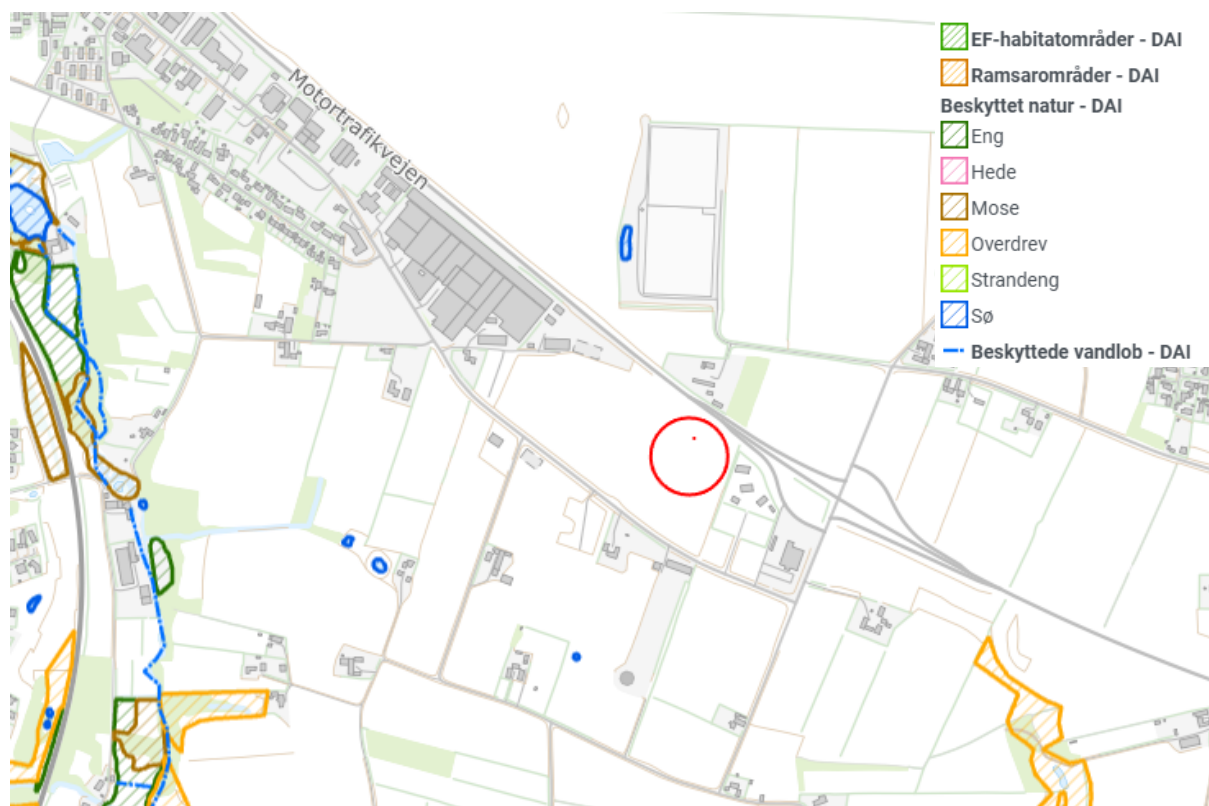 Motortrafikvejen
EF-habitatområder - DAI
Ramsarområder - DAI
Beskyttet natur - DAI
Eng
Hede
Mose
Overdrev
Strandeng
Sø
Beskyttede vandlob - DAI